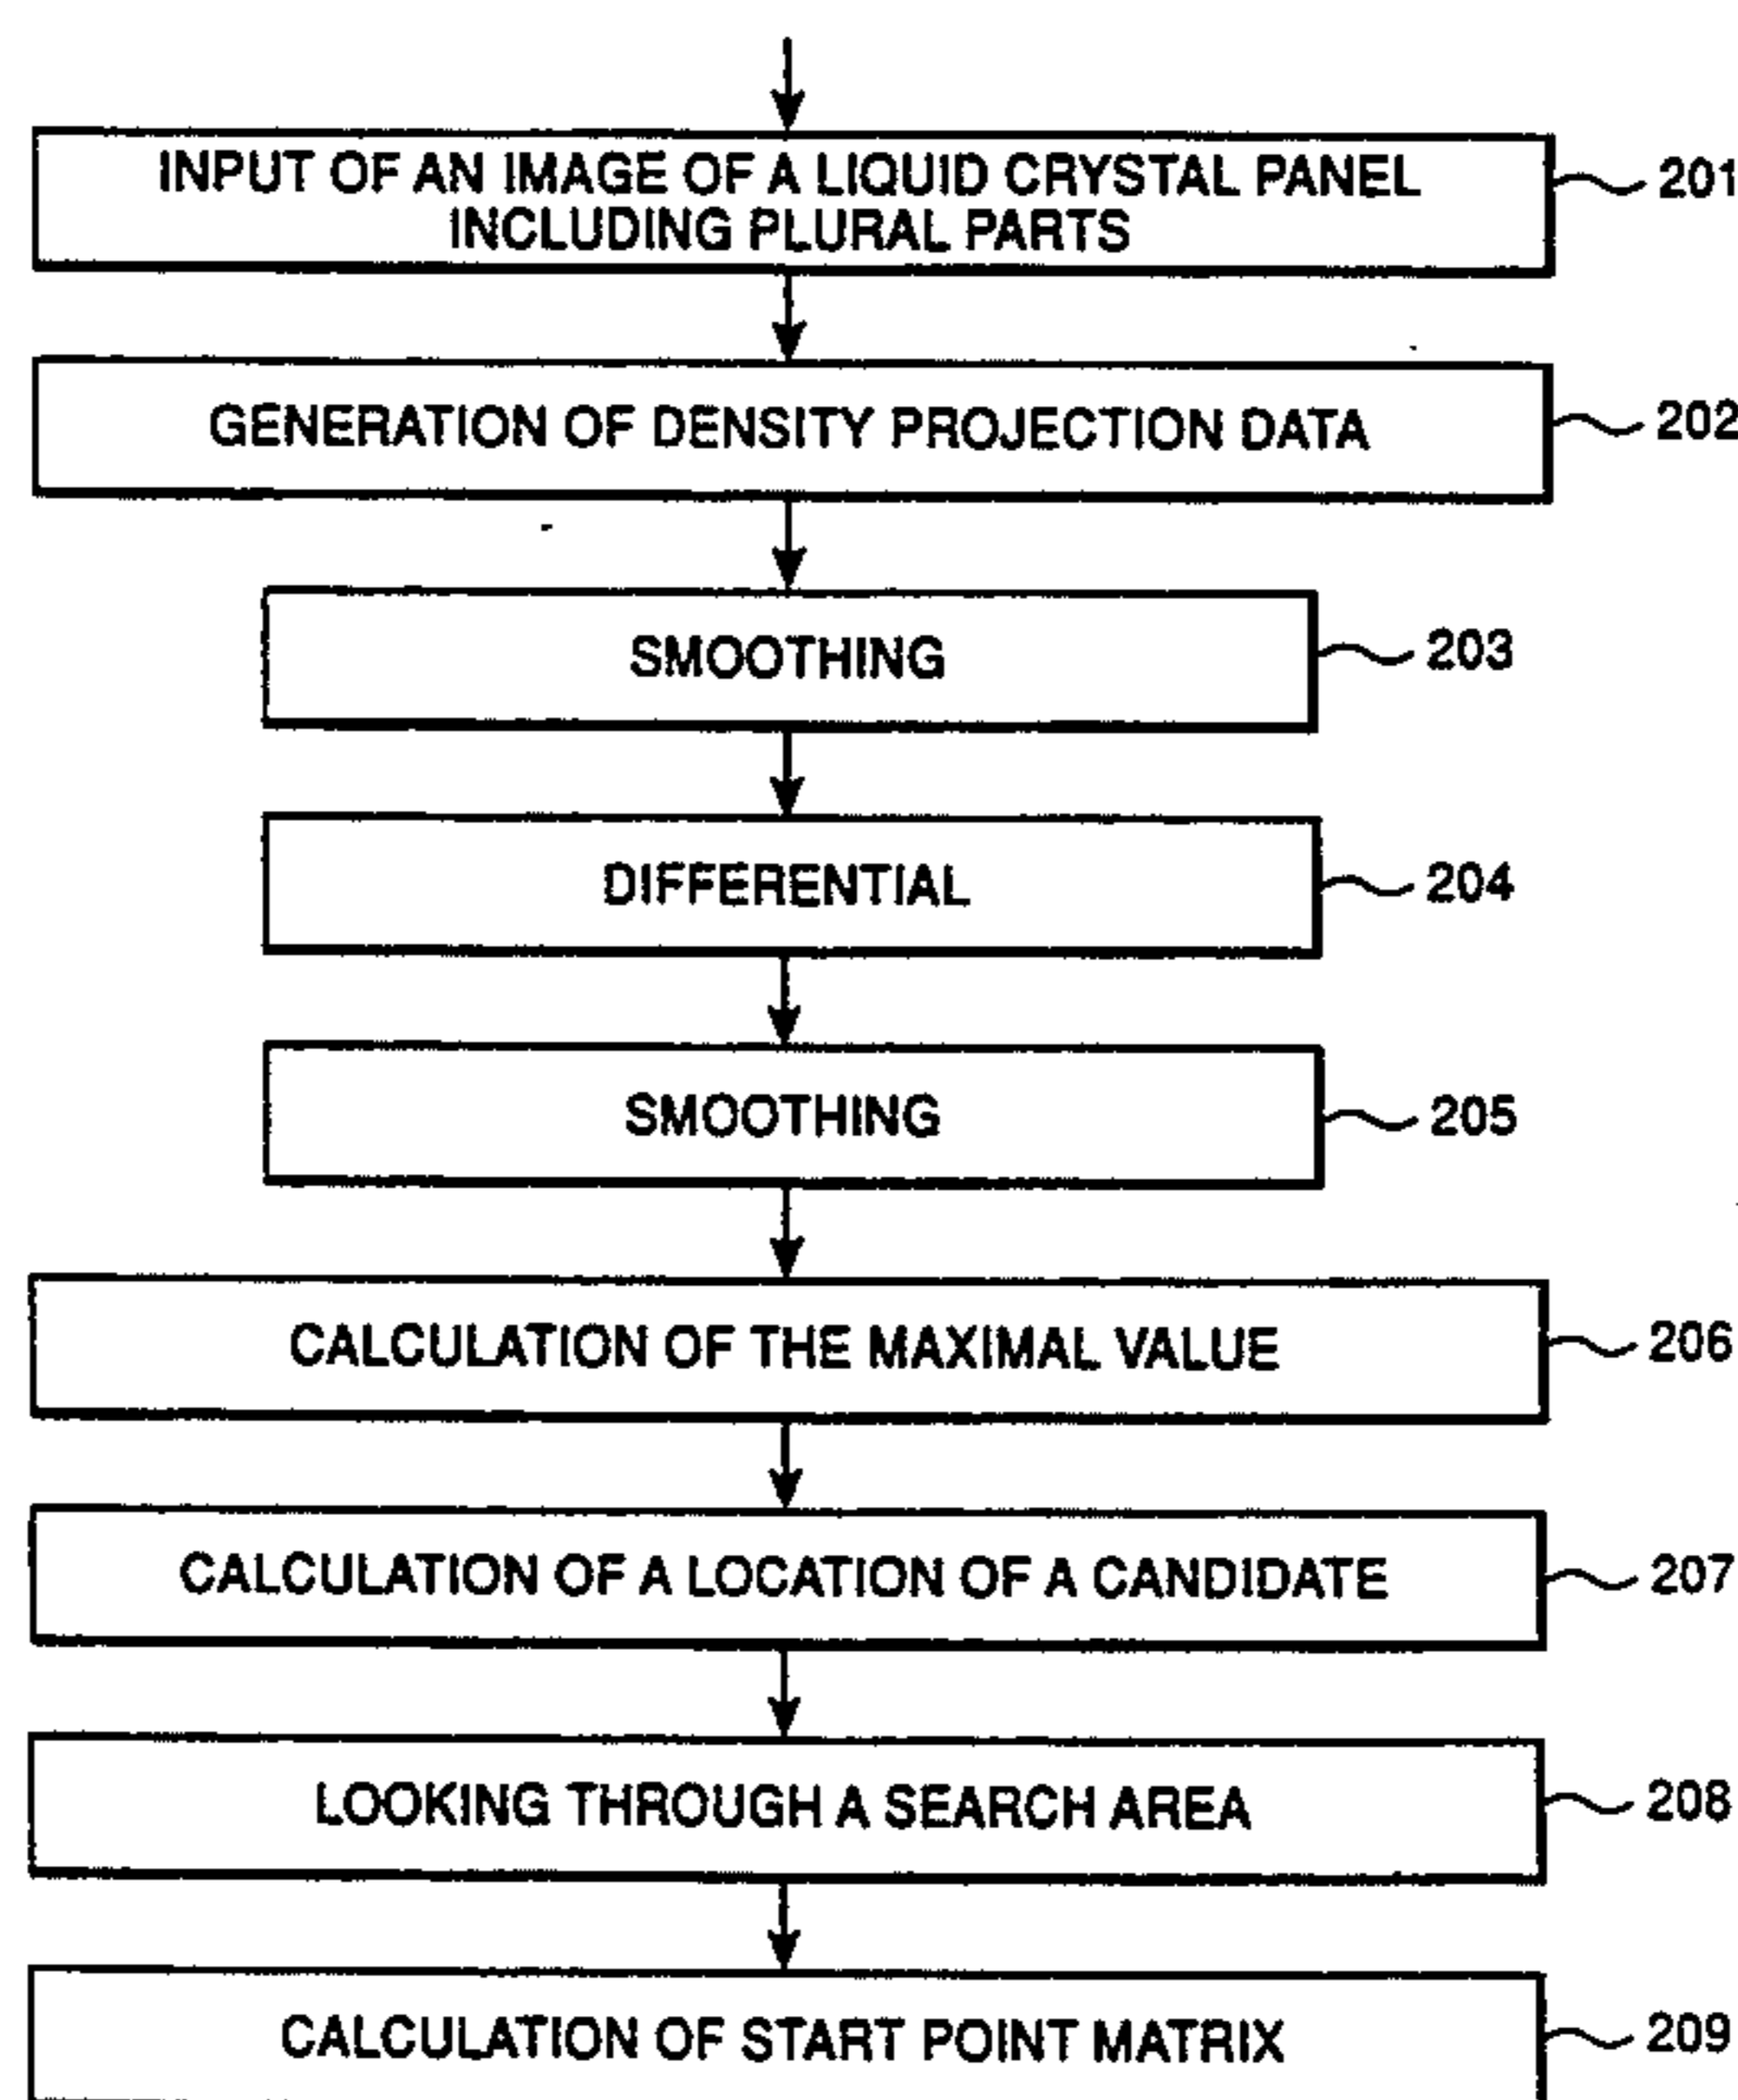 INPUT OF AN IMAGE OF A LIQUID CRYSTAL PANEL
INCLUDING PLURAL PARTS
201
GENERATION OF DENSITY PROJECTION DATA
202
SMOOTHING
203
DIFFERENTIAL
204
SMOOTHING
205
CALCULATION OF THE MAXIMAL VALUE
206
CALCULATION OF A LOCATION OF A CANDIDATE
207
LOOKING THROUGH A SEARCH AREA
208
CALCULATION OF START POINT MATRIX
209